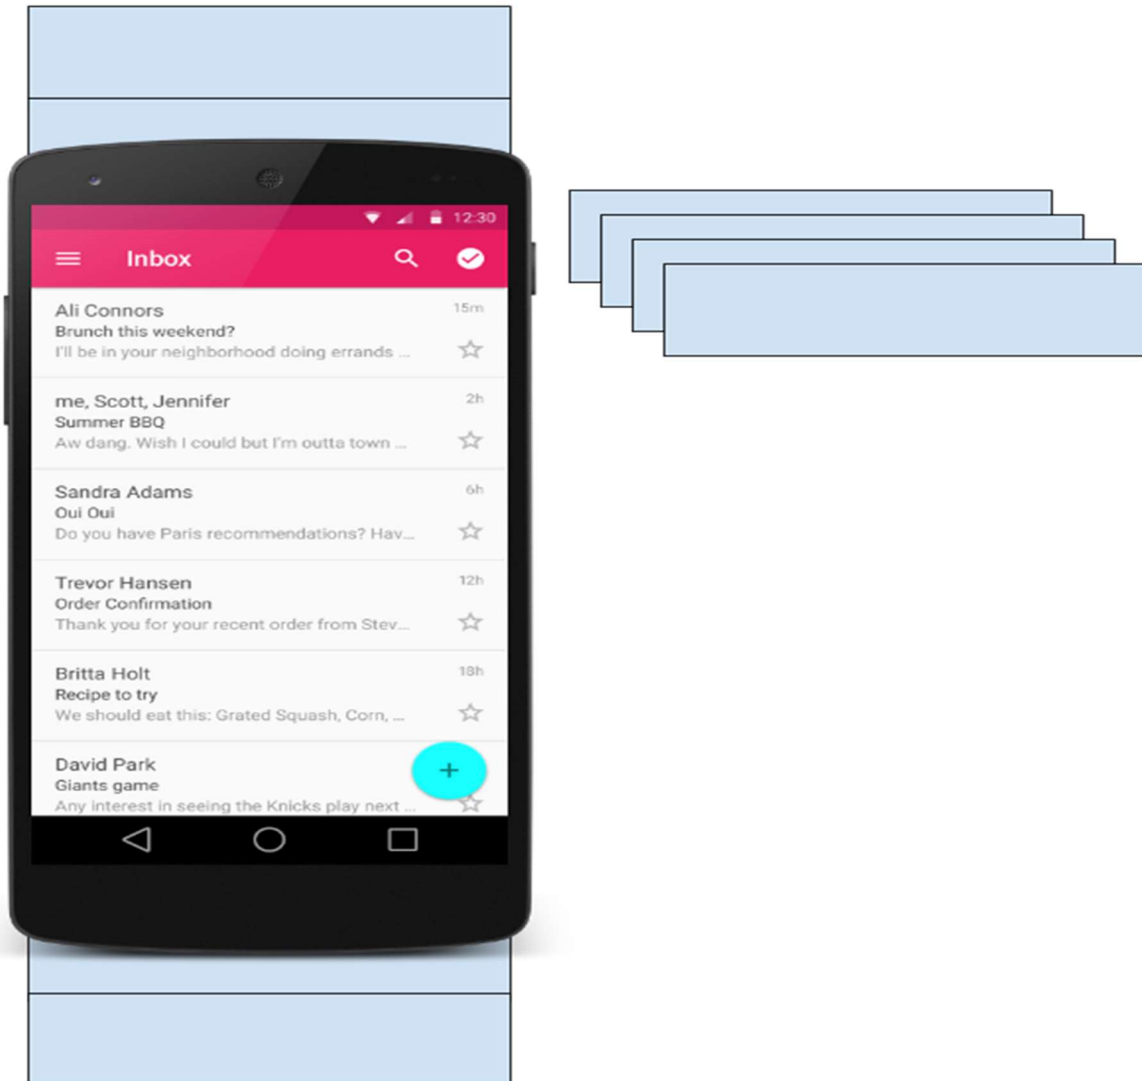 12:30
Inbox
Ali Connors 15m
Brunch this weekend?
I'll be in your neighborhood doing errands ...
me, Scott, Jennifer 2h
Summer BBQ
Aw dang. Wish I could but I'm outta town ...
Sandra Adams 6h
Oui Oui
Do you have Paris recommendations? Hav...
Trevor Hansen 12h
Order Confirmation
Thank you for your recent order from Stev...
Britta Holt 18h
Recipe to try
We should eat this: Grated Squash, Corn, ...
David Park
Giants game
Any interest in seeing the Knicks play next ...